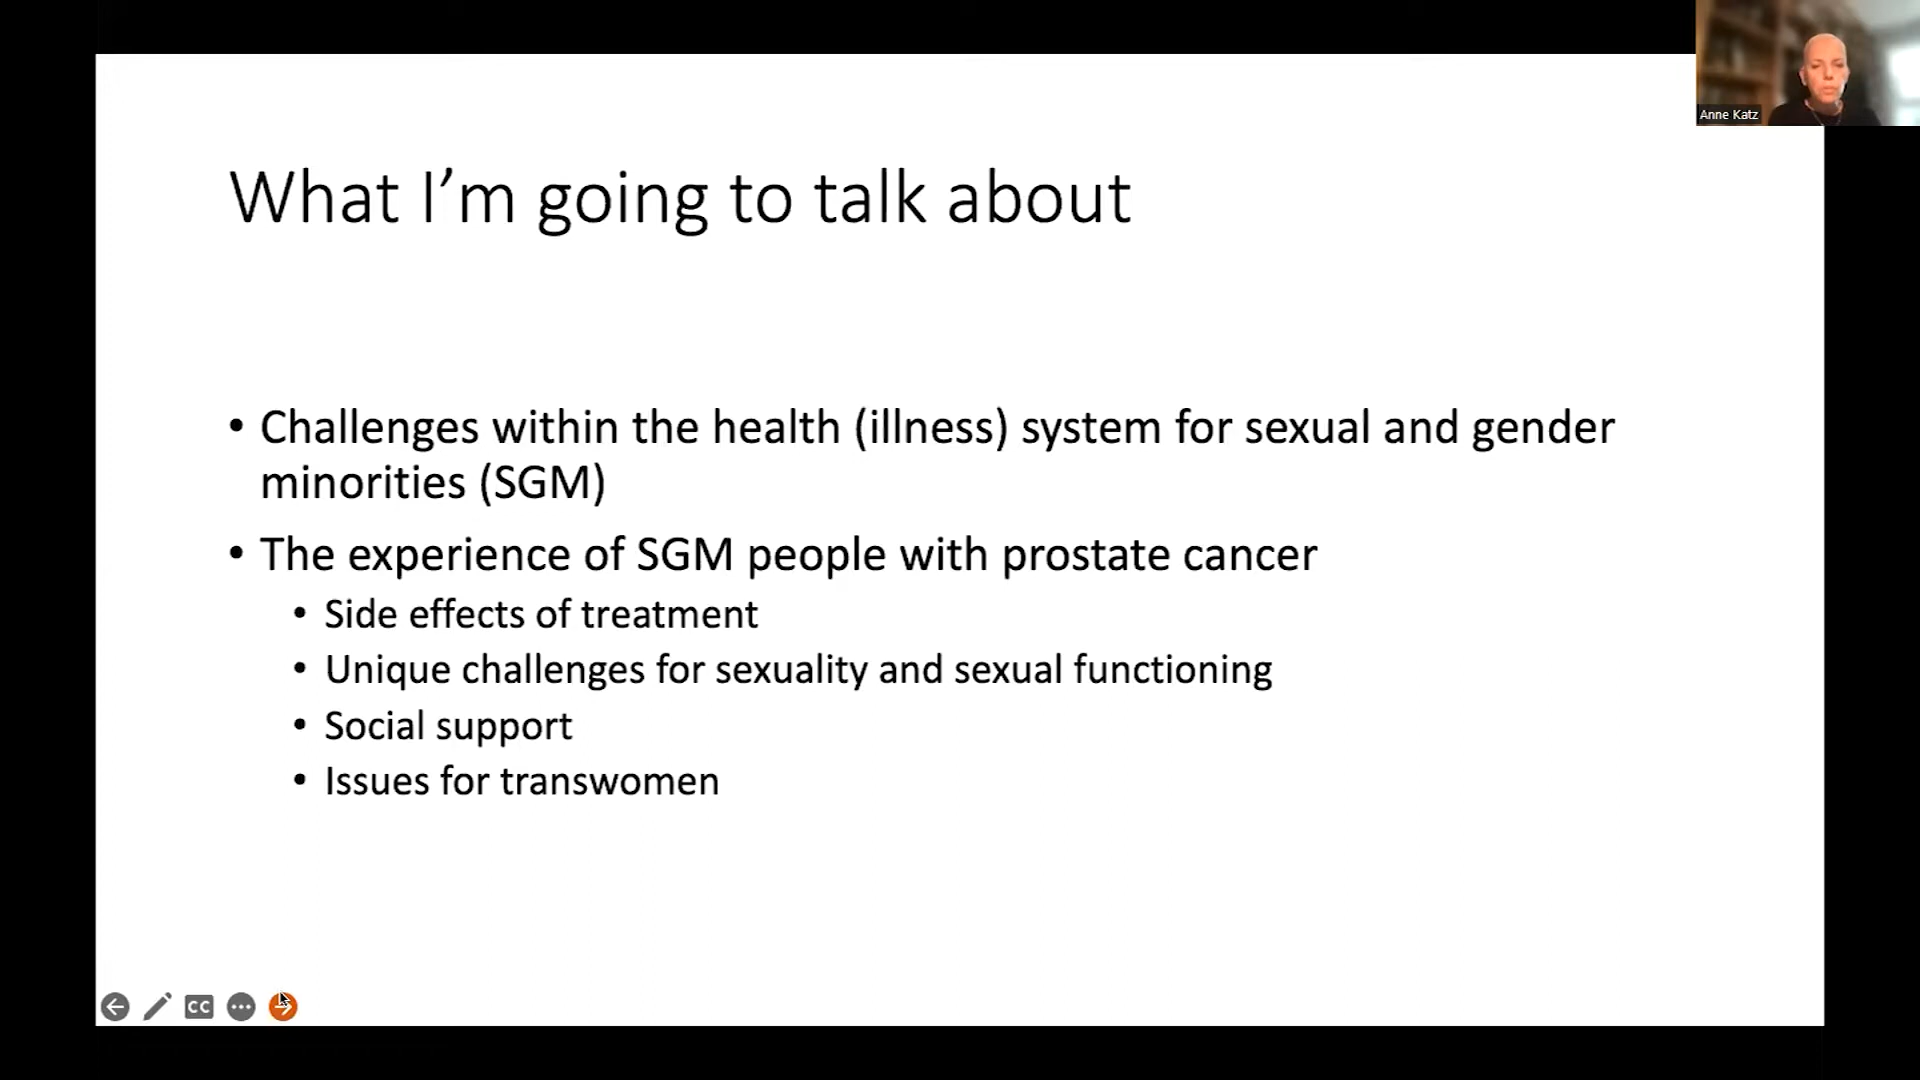 Anne Katz
What I’m going to talk about
• Challenges within the health (illness) system for sexual and gender
minorities (SGM)
• The experience of SGM people with prostate cancer
• Side effects of treatment
• Unique challenges for sexuality and sexual functioning
• Social support
• Issues for transwomen
CC